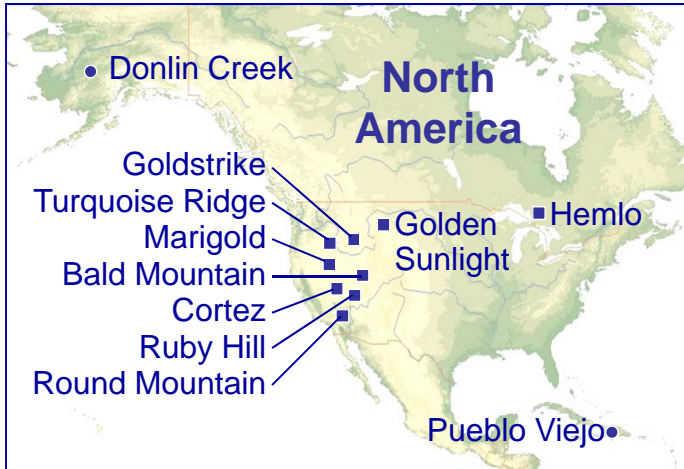 Donlin Creek
North
America
Goldstrike
Turquoise Ridge
Marigold
Bald Mountain
Cortez
Ruby Hill
Round Mountain
Golden
Sunlight
Hemlo
Pueblo Viejo